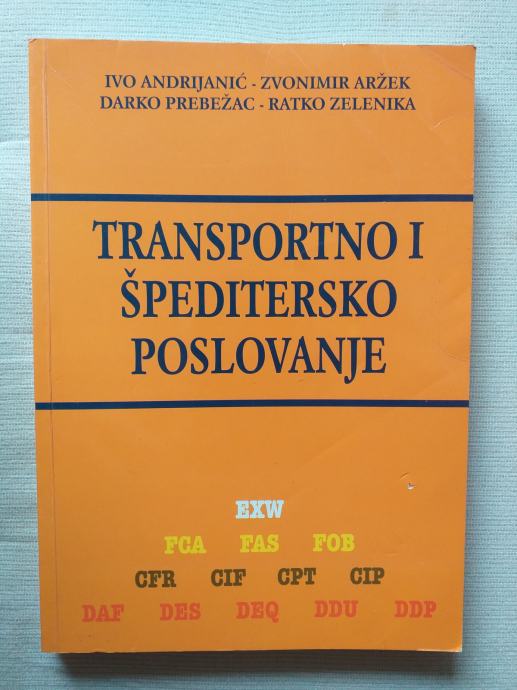 IVO ANDRIJANIĆ - ZVONIMIR ARŽEK
DARKO PREBEŽAC - RATKO ZELENIKA
TRANSPORTNO I
ŠPEDITERSKO
POSLOVANJE
EXW
FCA FAS FOB
CFR CIF CPT CIP
DAF DES DEQ DDU DDP